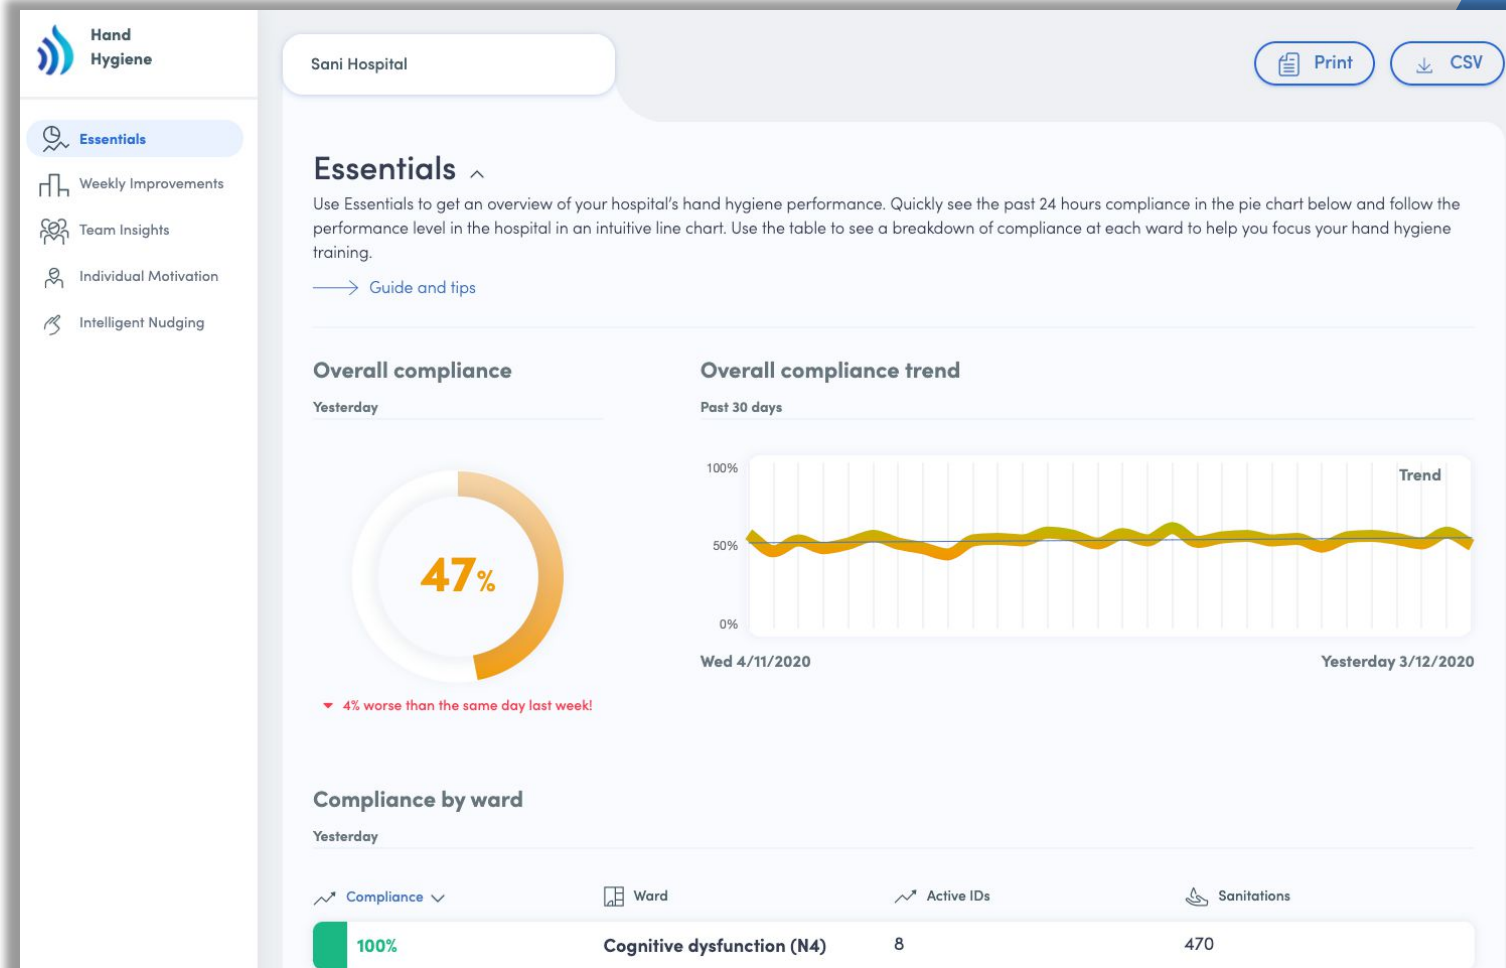 Hand
Hygiene
Sani Hospital
Print
CSV
Essentials
Weekly Improvements
Team Insights
Individual Motivation
Intelligent Nudging
Essentials
Use Essentials to get an overview of your hospital's hand hygiene performance. Quickly see the past 24 hours compliance in the pie chart below and follow the
performance level in the hospital in an intuitive line chart. Use the table to see a breakdown of compliance at each ward to help you focus your hand hygiene
training.
Guide and tips
Overall compliance
Yesterday
47%
4% worse than the same day last week!
Overall compliance trend
Past 30 days
100%
Trend
50%
0%
Wed 4/11/2020
Yesterday 3/12/2020
Compliance by ward
Yesterday
Compliance
Ward
Active IDs
Sanitations
100%
Cognitive dysfunction (N4)
8
470